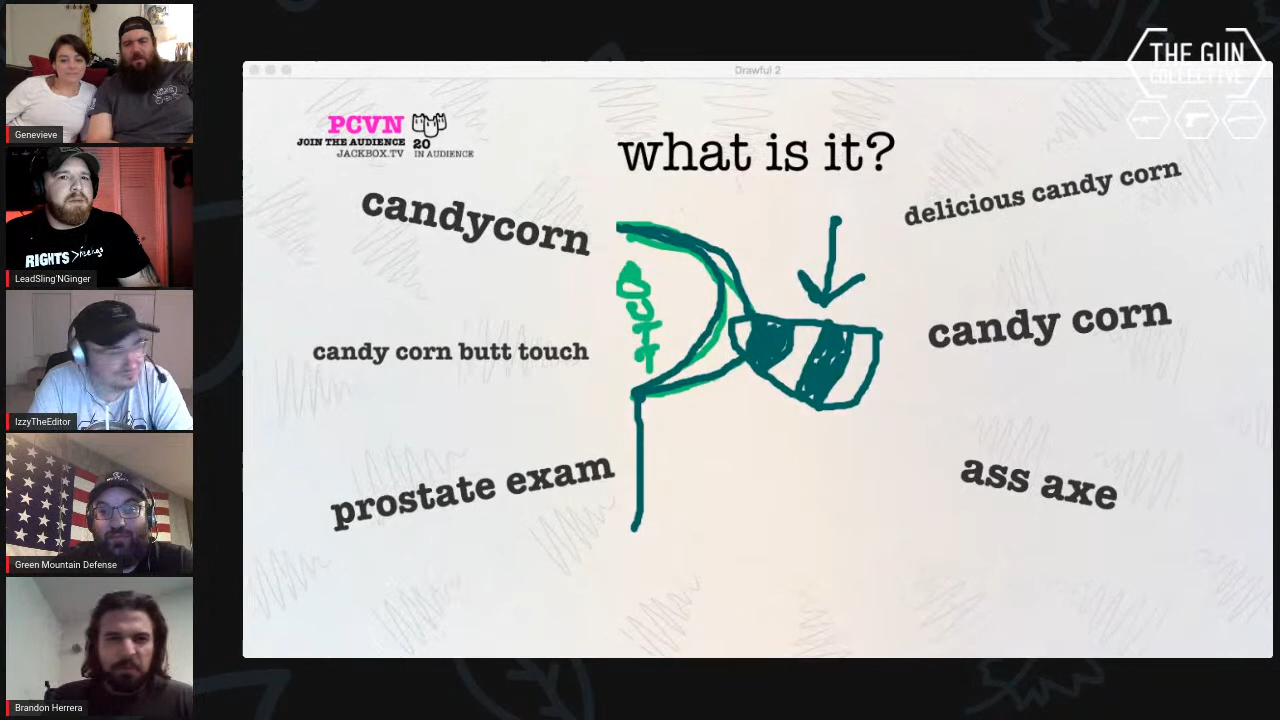 Genevieve
LeadSling'NGinger
RIGHTS >
IzzyTheEditor
Green Mountain Defense
Brandon Herrera
Drawful 2
THE GUN
COLLECTIVE
PCVN
JOIN THE AUDIENCE
JACKBOX.TV
20
IN AUDIENCE
what is it?
candycorn
delicious candy corn
candy corn butt touch
candy corn
prostate exam
ass axe